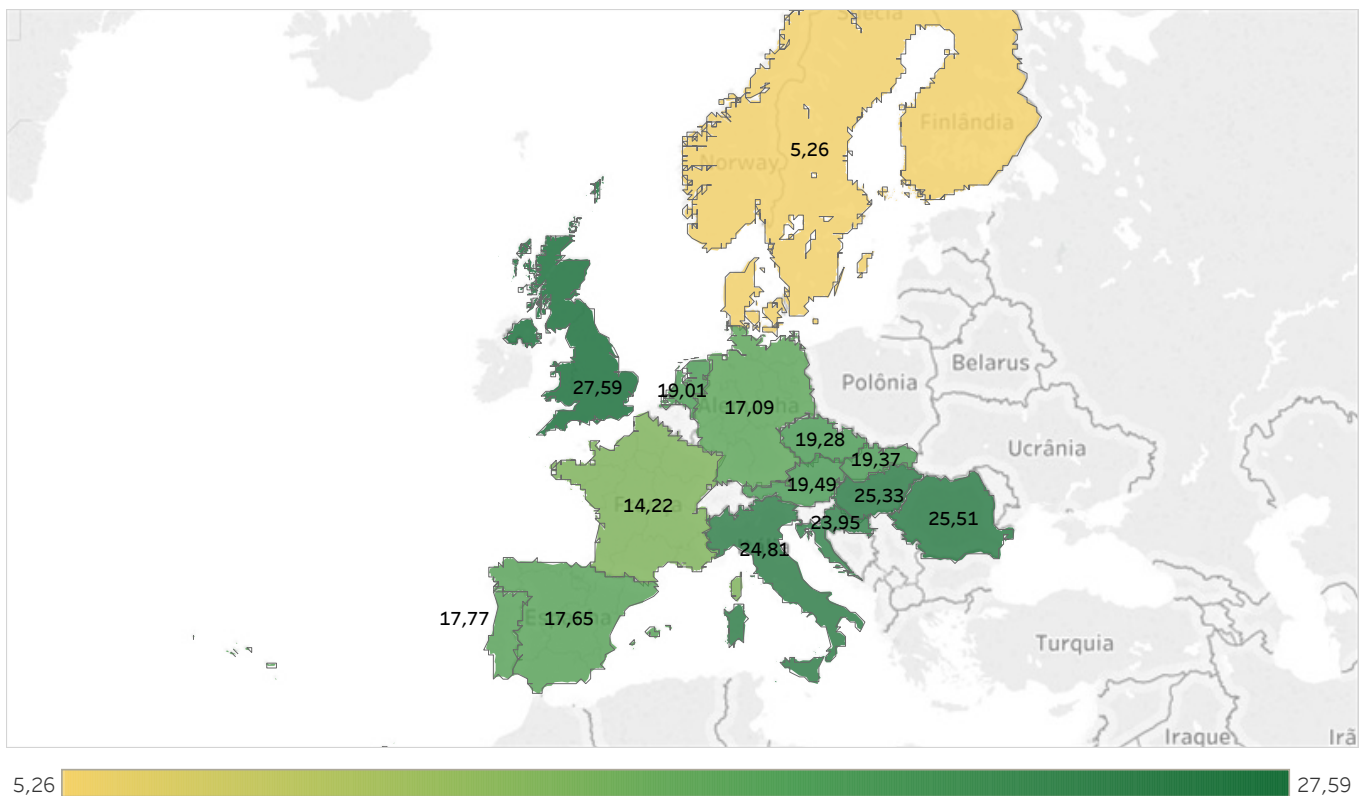 Suécia
Finlândia
5,26
Norway
Belarus
Polônia
27,59
19,01
17,09
Alemanha
19,28
Ucrânia
19,37
19,49
25,33
14,22
23,95
25,51
24,81
17,77
17,65
Turquia
Iraque
Irã
5,26
27,59